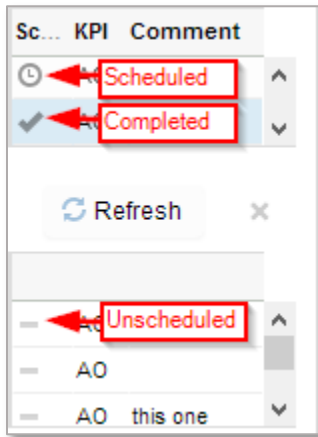 Sc... KPI Comment
Scheduled
Completed
Refresh
Unscheduled
AO
AO this one